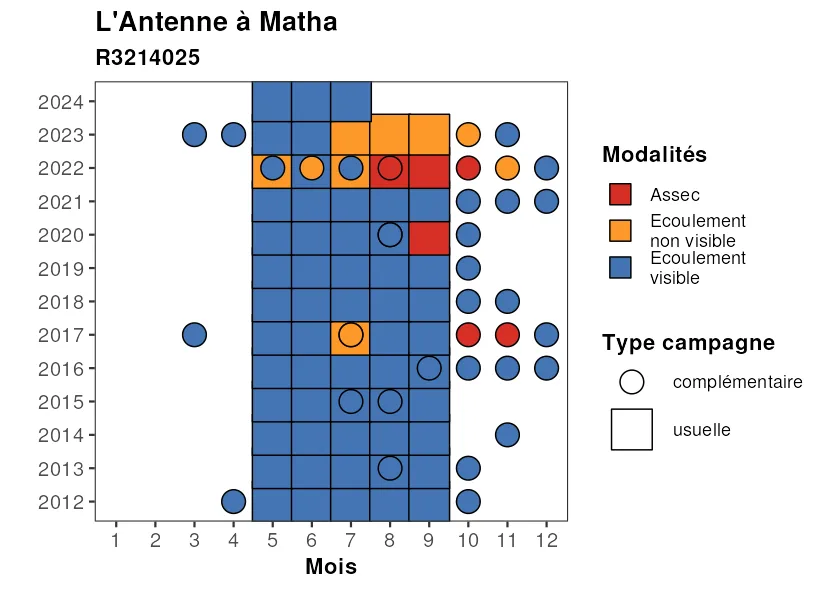 L'Antenne à Matha
R3214025
2024
2023
2022
2021
2020
2019
2018
2017
2016
2015
2014
2013
2012
1 2 3 4 5 6 7 8 9 10 11 12
Mois
Modalités
Assec
Ecoulement
non visible
Ecoulement
visible
Type campagne
complémentaire
usuelle